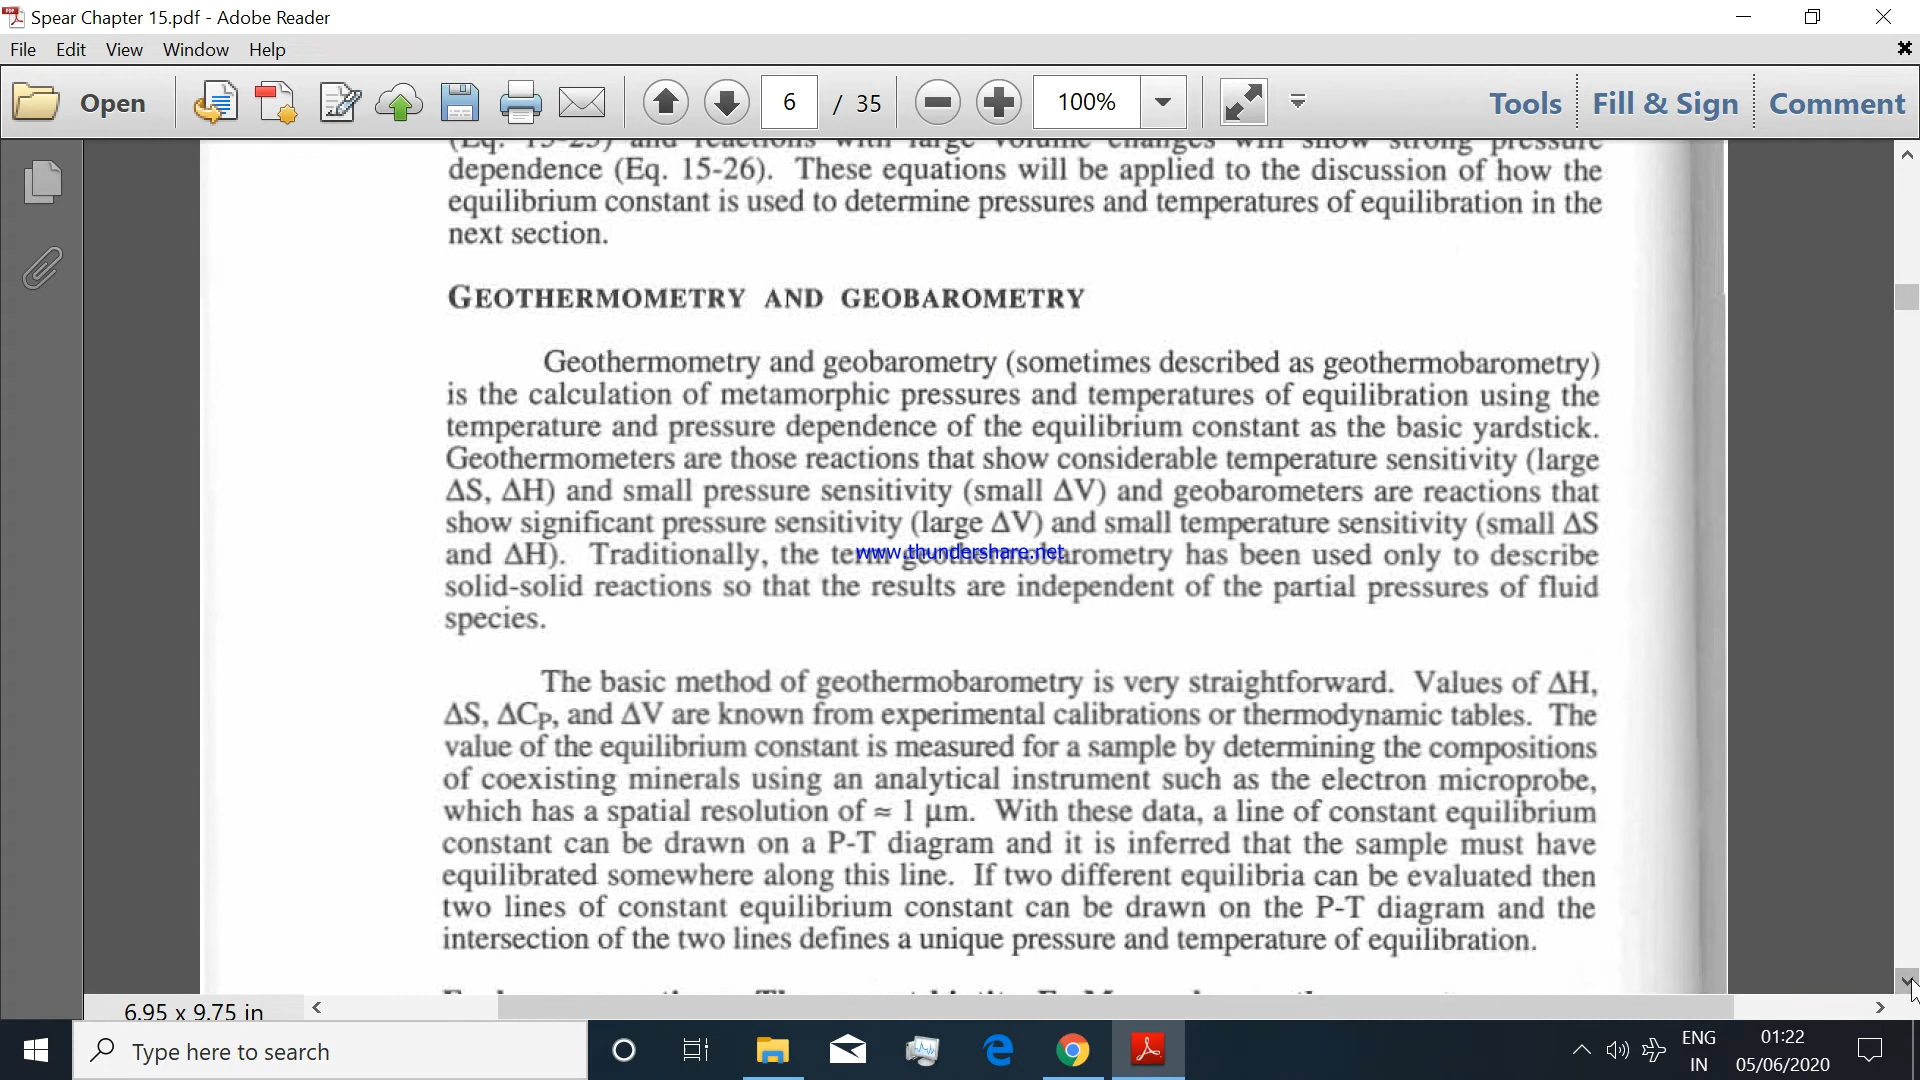 Spear Chapter 15.pdf - Adobe Reader
File Edit View Window Help
Open 6 / 35 100% Tools Fill & Sign Comment
(Eq. 15-25) and reactions with large volume changes will show strong pressure
dependence (Eq. 15-26). These equations will be applied to the discussion of how the
equilibrium constant is used to determine pressures and temperatures of equilibration in the
next section.
GEOTHERMOMETRY AND GEOBAROMETRY
Geothermometry and geobarometry (sometimes described as geothermobarometry)
is the calculation of metamorphic pressures and temperatures of equilibration using the
temperature and pressure dependence of the equilibrium constant as the basic yardstick.
Geothermometers are those reactions that show considerable temperature sensitivity (large
ΔS, ΔH) and small pressure sensitivity (small ΔV) and geobarometers are reactions that
show significant pressure sensitivity (large ΔV) and small temperature sensitivity (small ΔS
and ΔH). Traditionally, the term geothermobarometry has been used only to describe
www.thundershare.net
solid-solid reactions so that the results are independent of the partial pressures of fluid
species.
The basic method of geothermobarometry is very straightforward. Values of ΔH,
ΔS, ΔCP, and ΔV are known from experimental calibrations or thermodynamic tables. The
value of the equilibrium constant is measured for a sample by determining the compositions
of coexisting minerals using an analytical instrument such as the electron microprobe,
which has a spatial resolution of ≈ 1 μm. With these data, a line of constant equilibrium
constant can be drawn on a P-T diagram and it is inferred that the sample must have
equilibrated somewhere along this line. If two different equilibria can be evaluated then
two lines of constant equilibrium constant can be drawn on the P-T diagram and the
intersection of the two lines defines a unique pressure and temperature of equilibration.
6.95 x 9.75 in
Type here to search
ENG 01:22
IN 05/06/2020